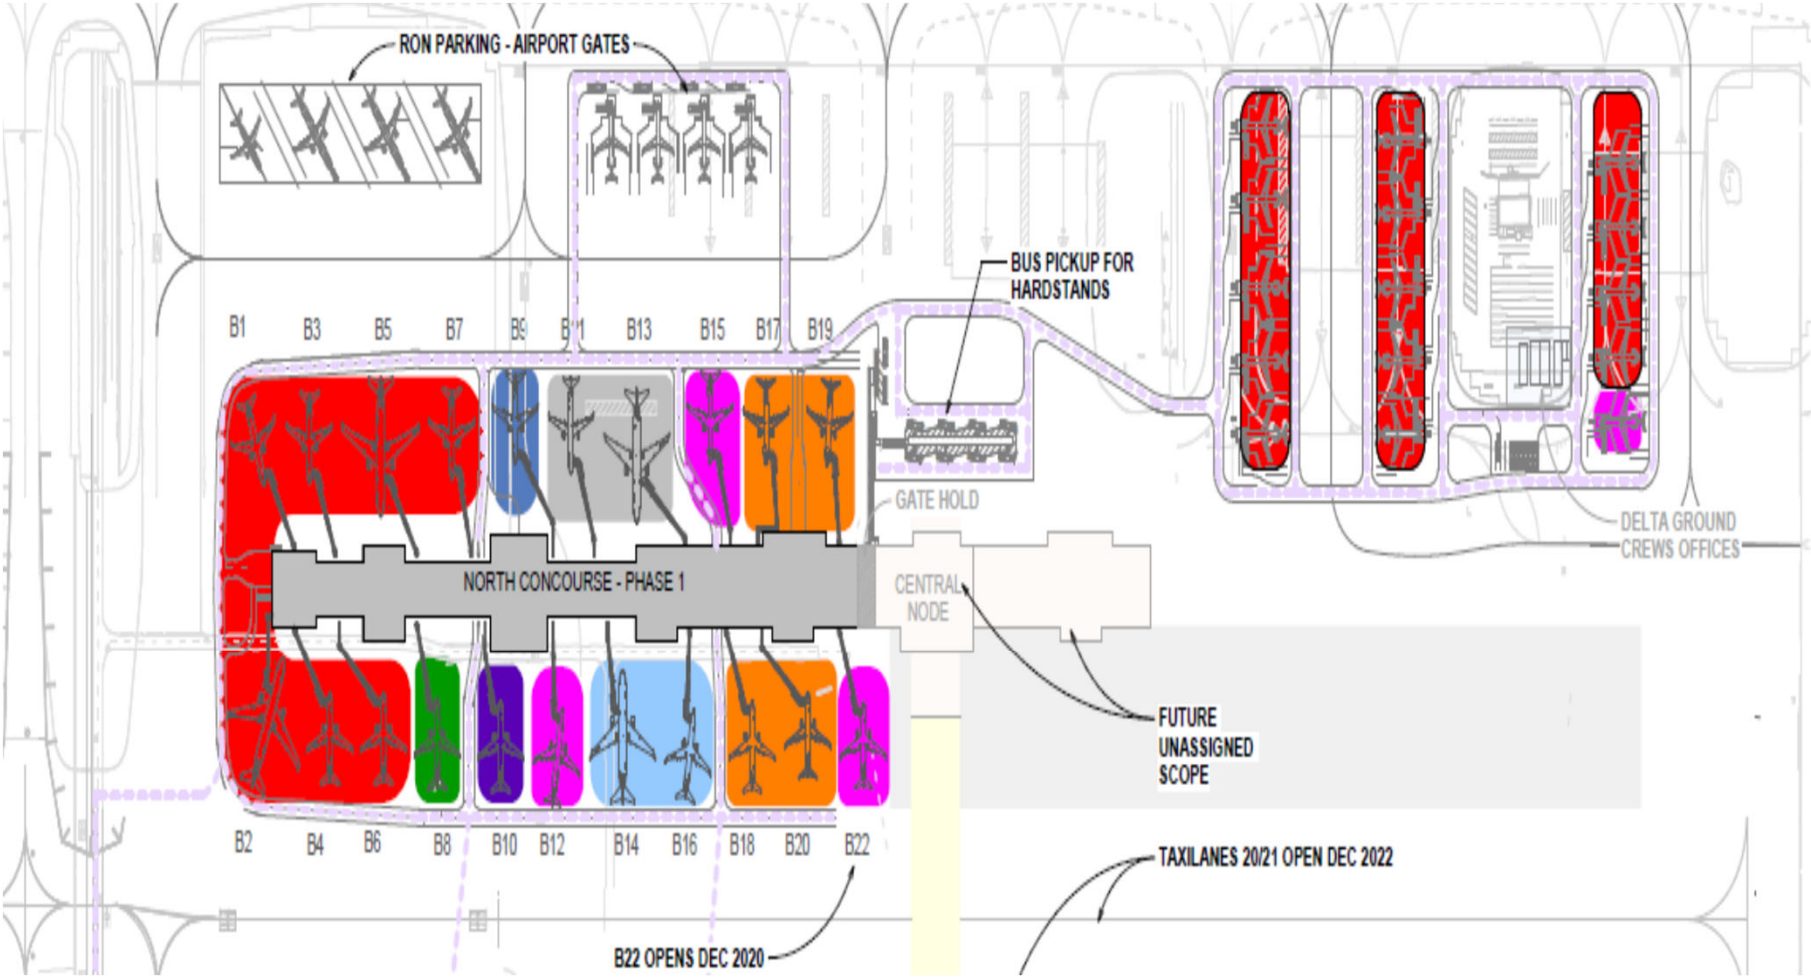 RON PARKING - AIRPORT GATES
BUS PICKUP FOR
HARDSTANDS
B1 B3 B5 B7 B9 B11 B13 B15 B17 B19
GATE HOLD
DELTA GROUND
CREWS OFFICES
NORTH CONCOURSE - PHASE 1
CENTRAL
NODE
FUTURE
UNASSIGNED
SCOPE
B2 B4 B6 B8 B10 B12 B14 B16 B18 B20 B22
TAXILANES 20/21 OPEN DEC 2022
B22 OPENS DEC 2020